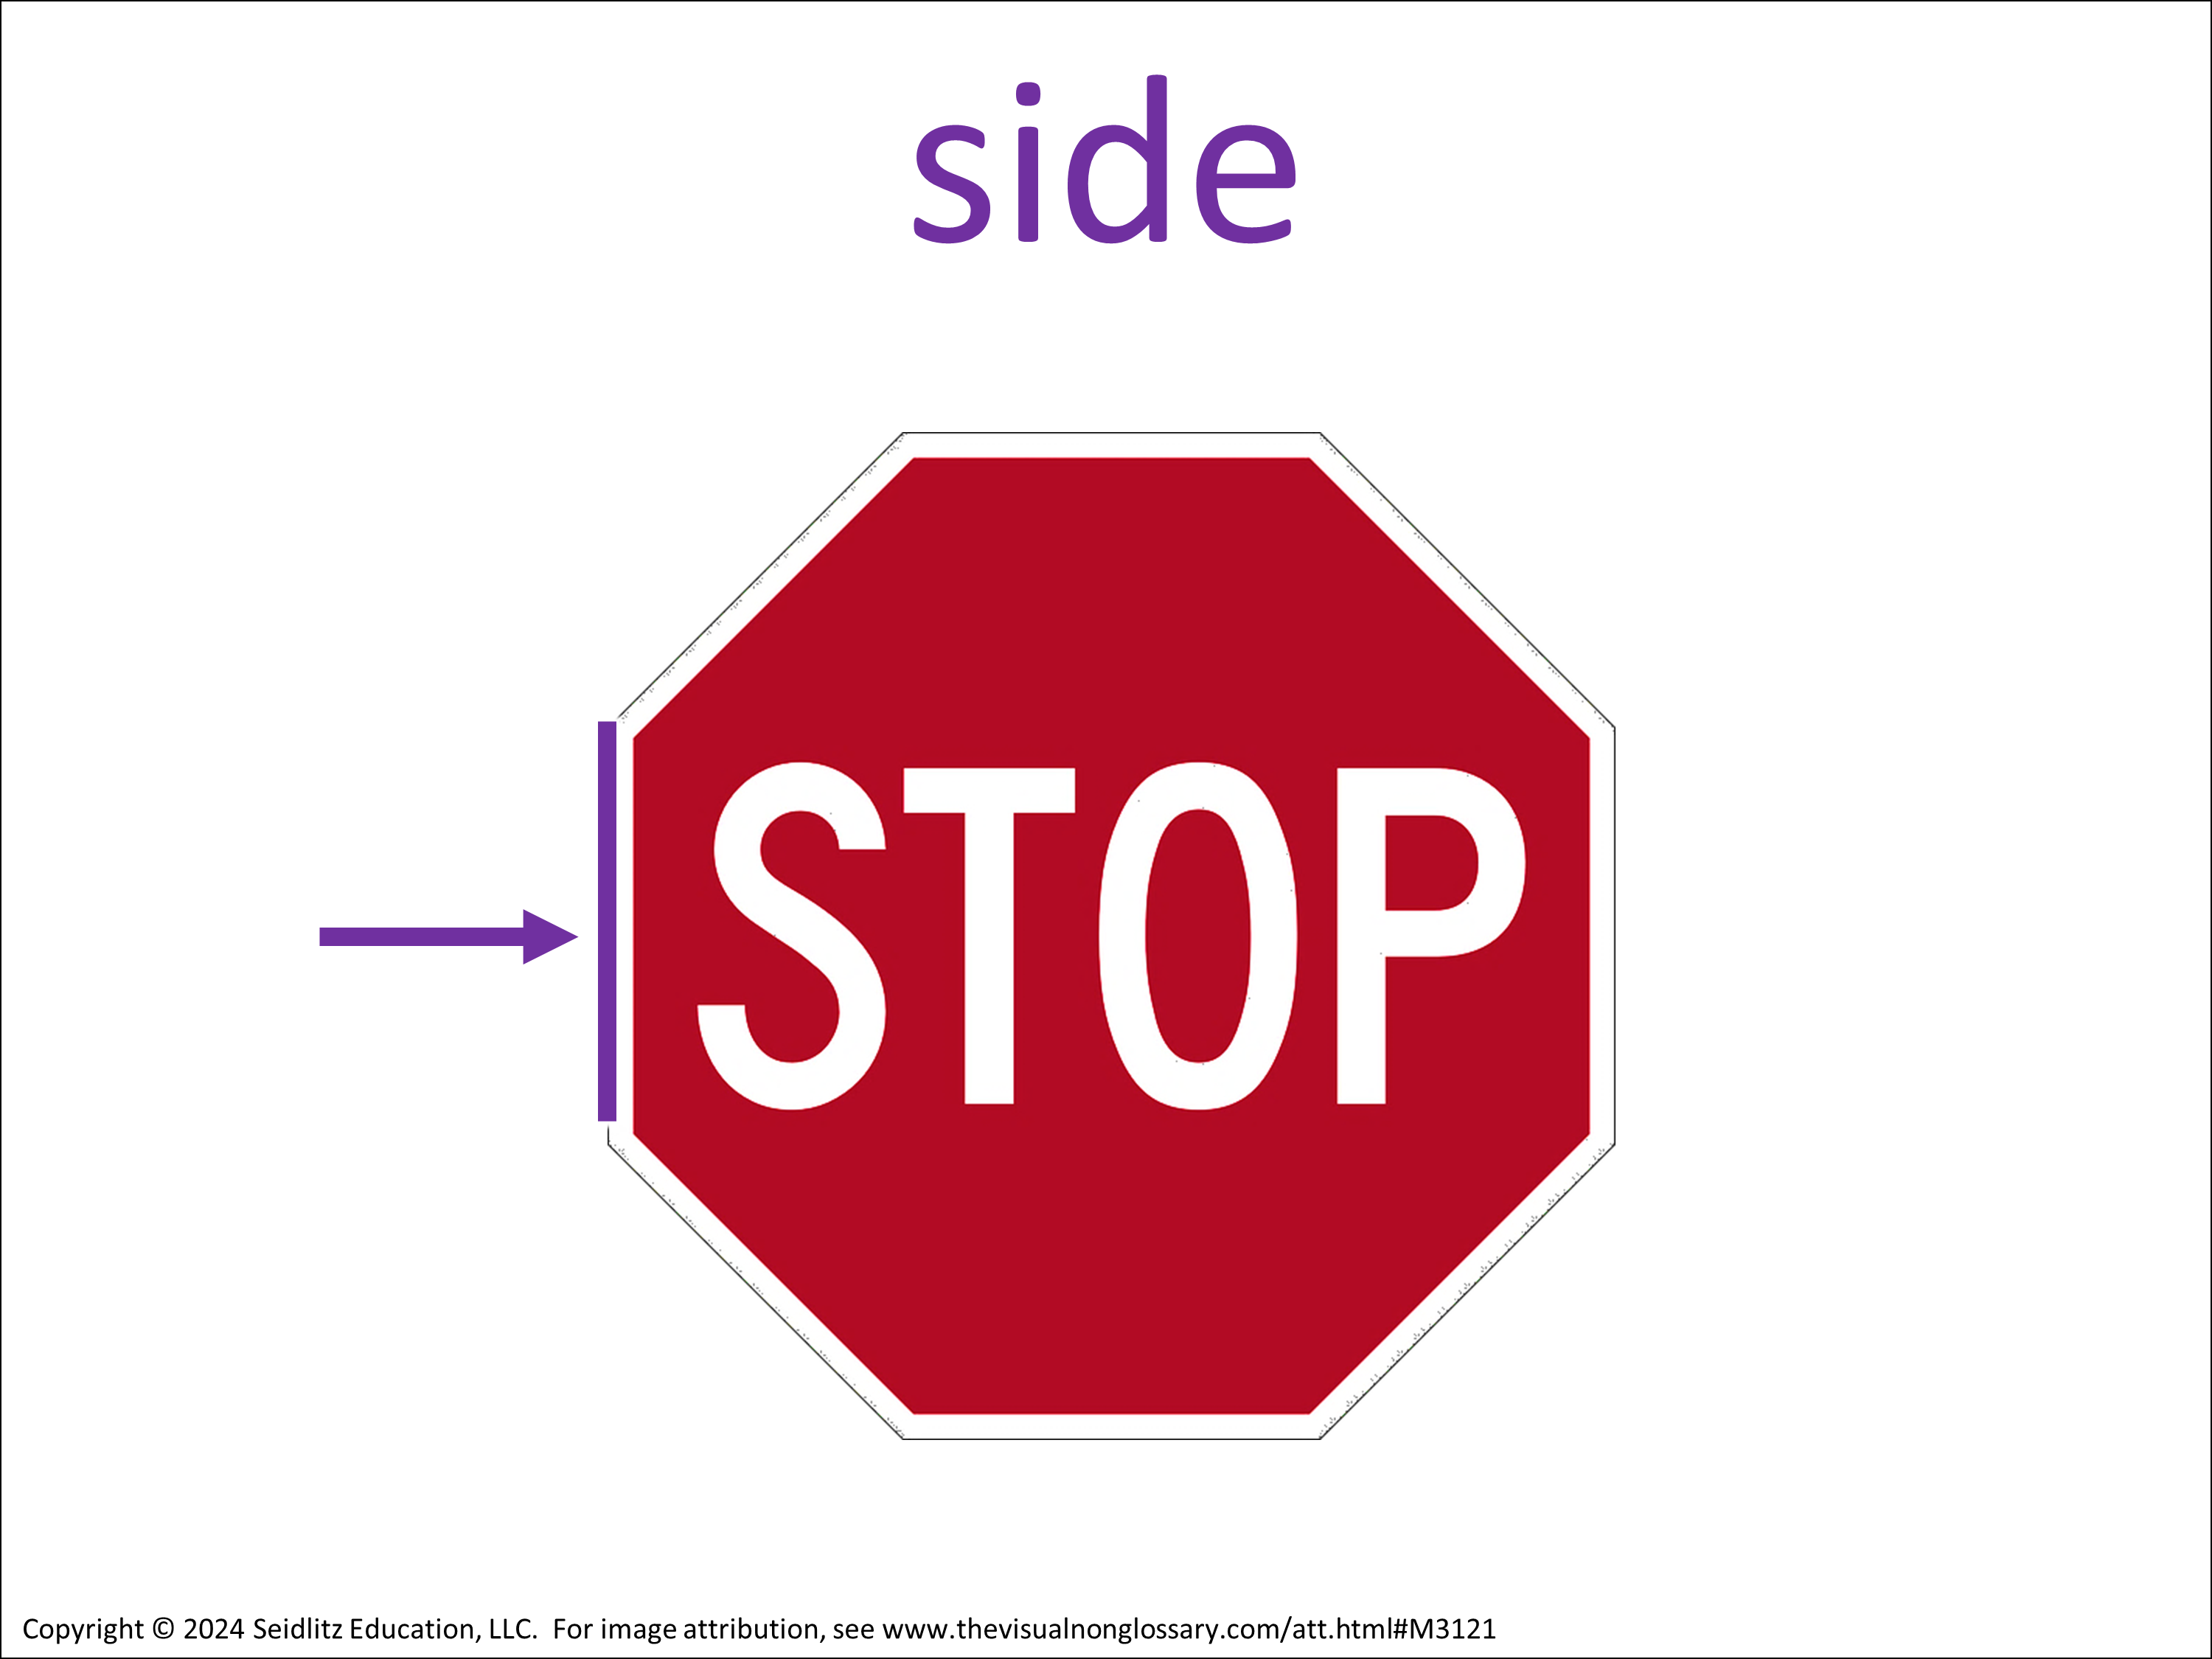 side
STOP
Copyright © 2024 Seidlitz Education, LLC.  For image attribution, see www.thevisualnonglossary.com/att.html#M3121